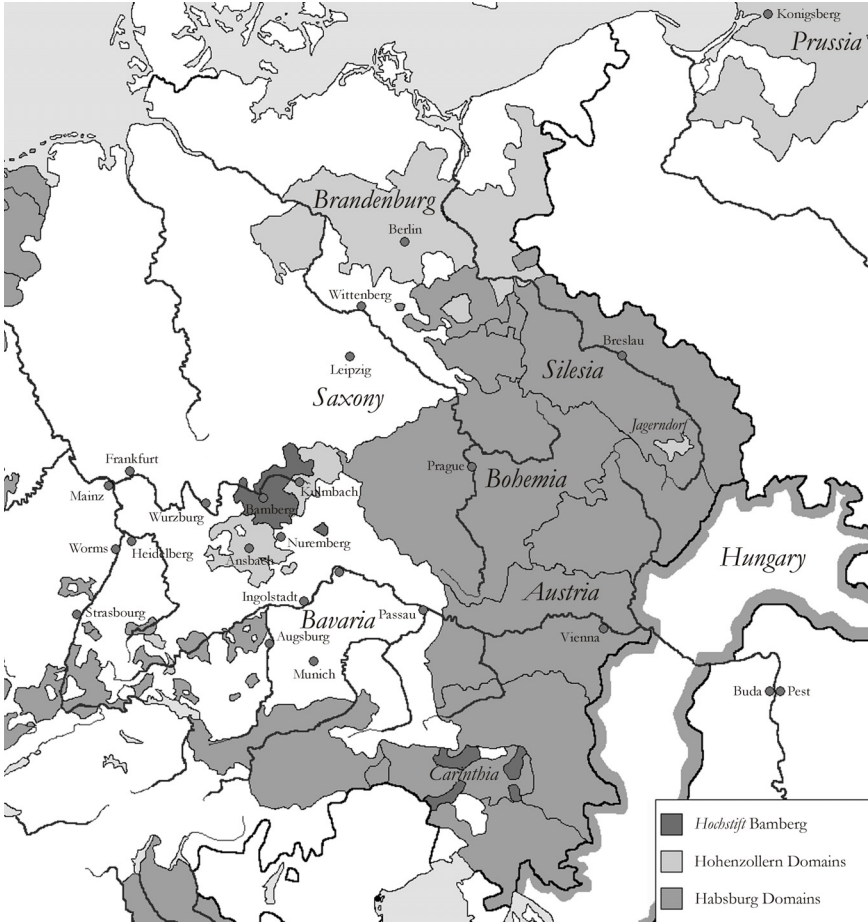 Konigsberg
Prussia
Brandenburg
Berlin
Wittenberg
Breslau
Leipzig
Silesia
Saxony
Jagerndorf
Frankfurt
Prague
Bohemia
Mainz
Kulmbach
Wurzburg
Bamberg
Nuremberg
Worms
Heidelberg
Ansbach
Hungary
Ingolstadt
Austria
Strasbourg
Bavaria
Passau
Vienna
Augsburg
Munich
Buda
Pest
Carinthia
Hochstift Bamberg
Hohenzollern Domains
Habsburg Domains